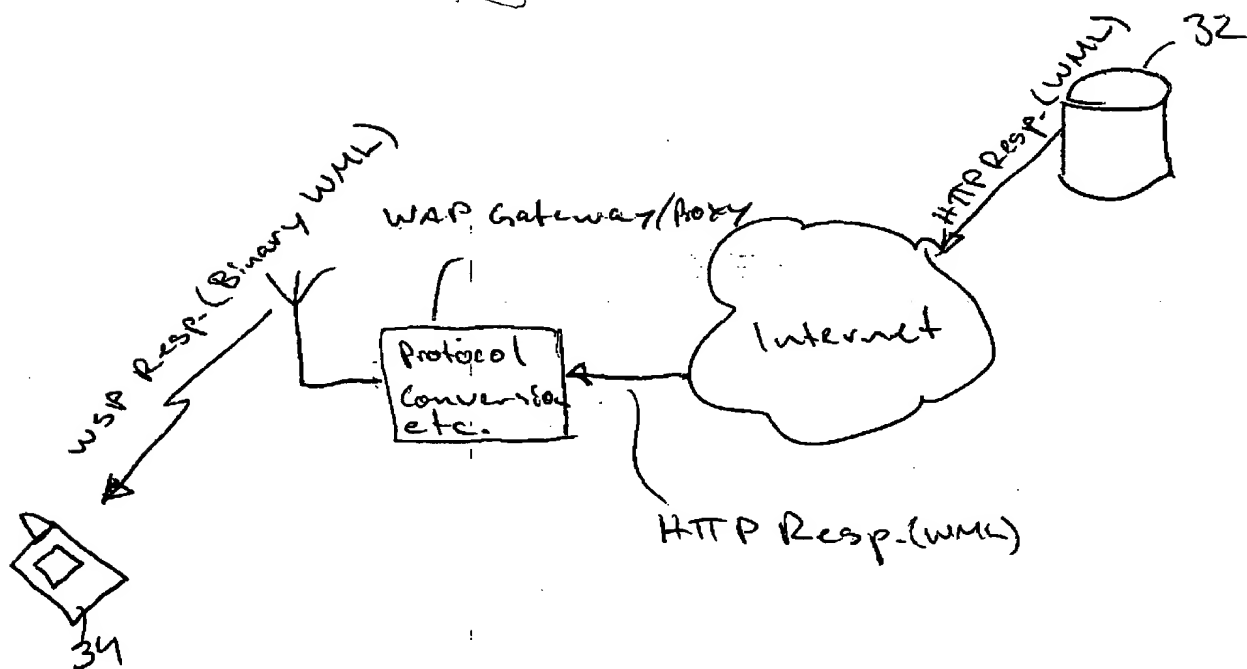 32
HTTP Resp.(WML)
WSP Resp.(Binary WML)
WAP Gateway/Proxy
Internet
Protocol
Conversion
etc.
HTTP Resp.(WML)
34